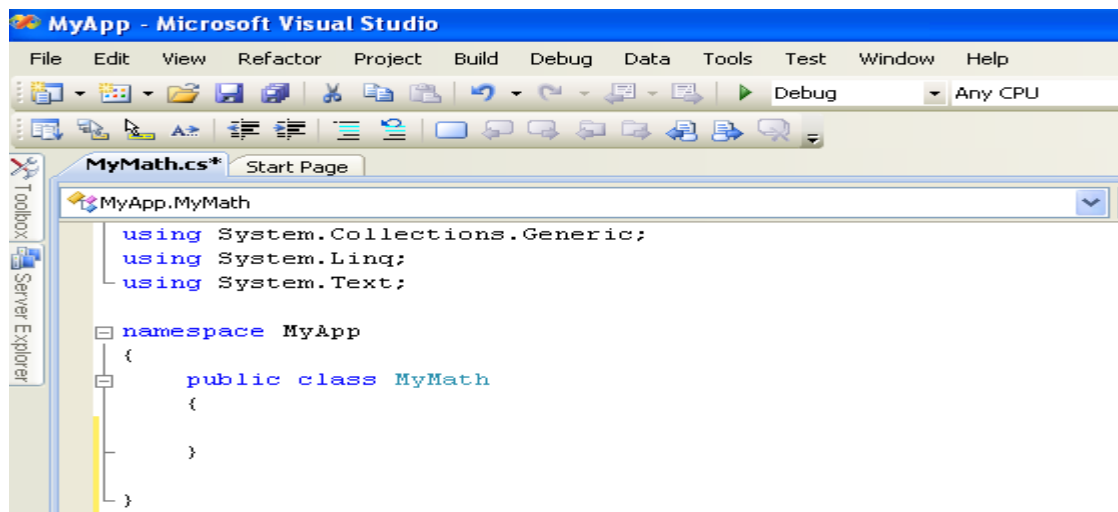 MyApp - Microsoft Visual Studio
File Edit View Refactor Project Build Debug Data Tools Test Window Help
Debug Any CPU
MyMath.cs* Start Page
Toolbox
Server Explorer
MyApp.MyMath
using System.Collections.Generic;
using System.Linq;
using System.Text;
namespace MyApp
{
public class MyMath
{
}
}